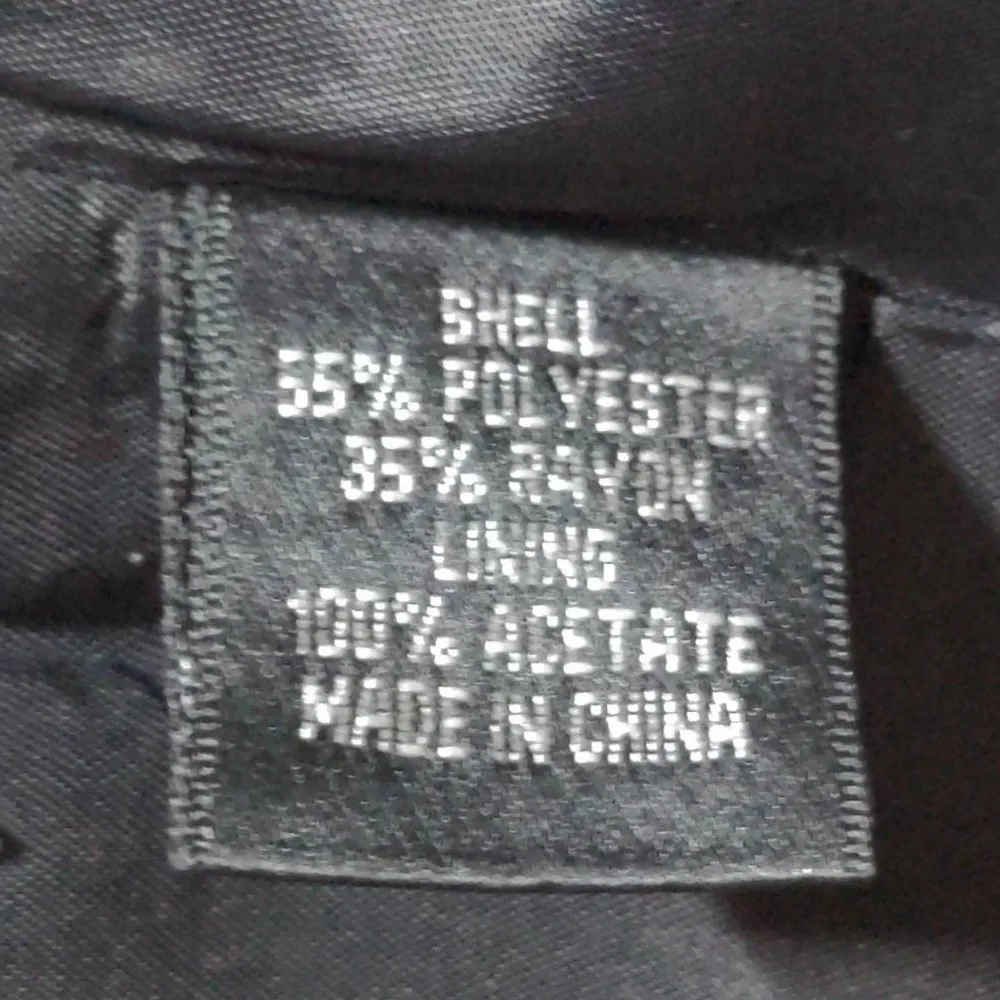 SHELL
65% POLYESTER
35% RAYON
LINING
100% ACETATE
MADE IN CHINA